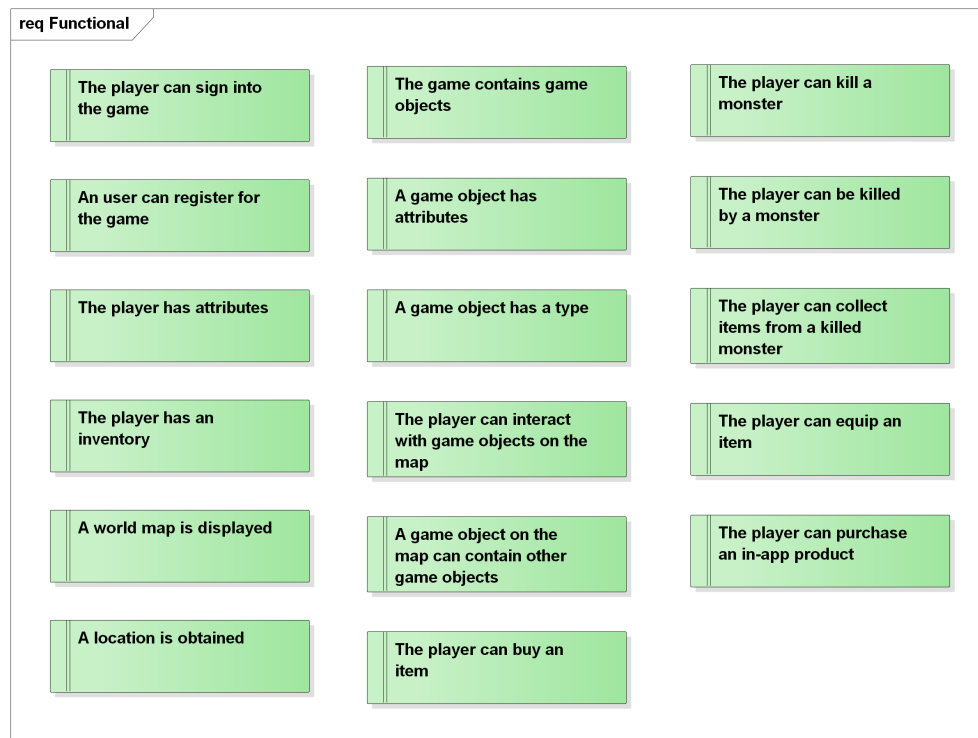 req Functional
The player can sign into
the game
An user can register for
the game
The player has attributes
The player has an
inventory
A world map is displayed
A location is obtained
The game contains game
objects
A game object has
attributes
A game object has a type
The player can interact
with game objects on the
map
A game object on the
map can contain other
game objects
The player can buy an
item
The player can kill a
monster
The player can be killed
by a monster
The player can collect
items from a killed
monster
The player can equip an
item
The player can purchase
an in-app product